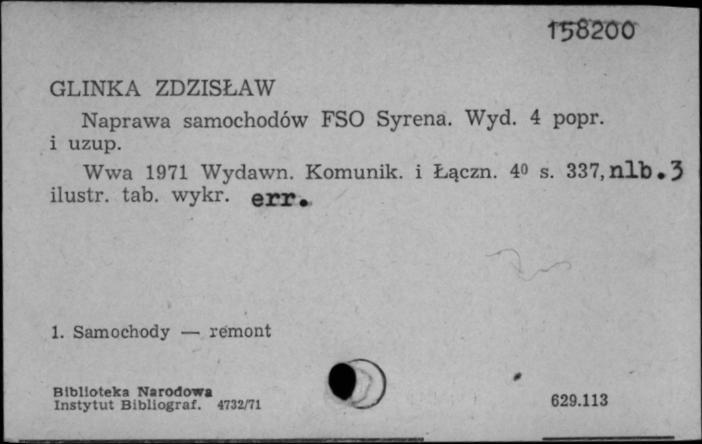 158200
GLINKA ZDZISŁAW
Naprawa samochodów FSO Syrena. Wyd. 4 popr.
i uzup.
Wwa 1971 Wydawn. Komunik. i Łączn. 4⁰ s. 337, nlb. 3
ilustr. tab. wykr. err.
1. Samochody — remont
Biblioteka Narodowa
Instytut Bibliograf. 4732/71
629.113